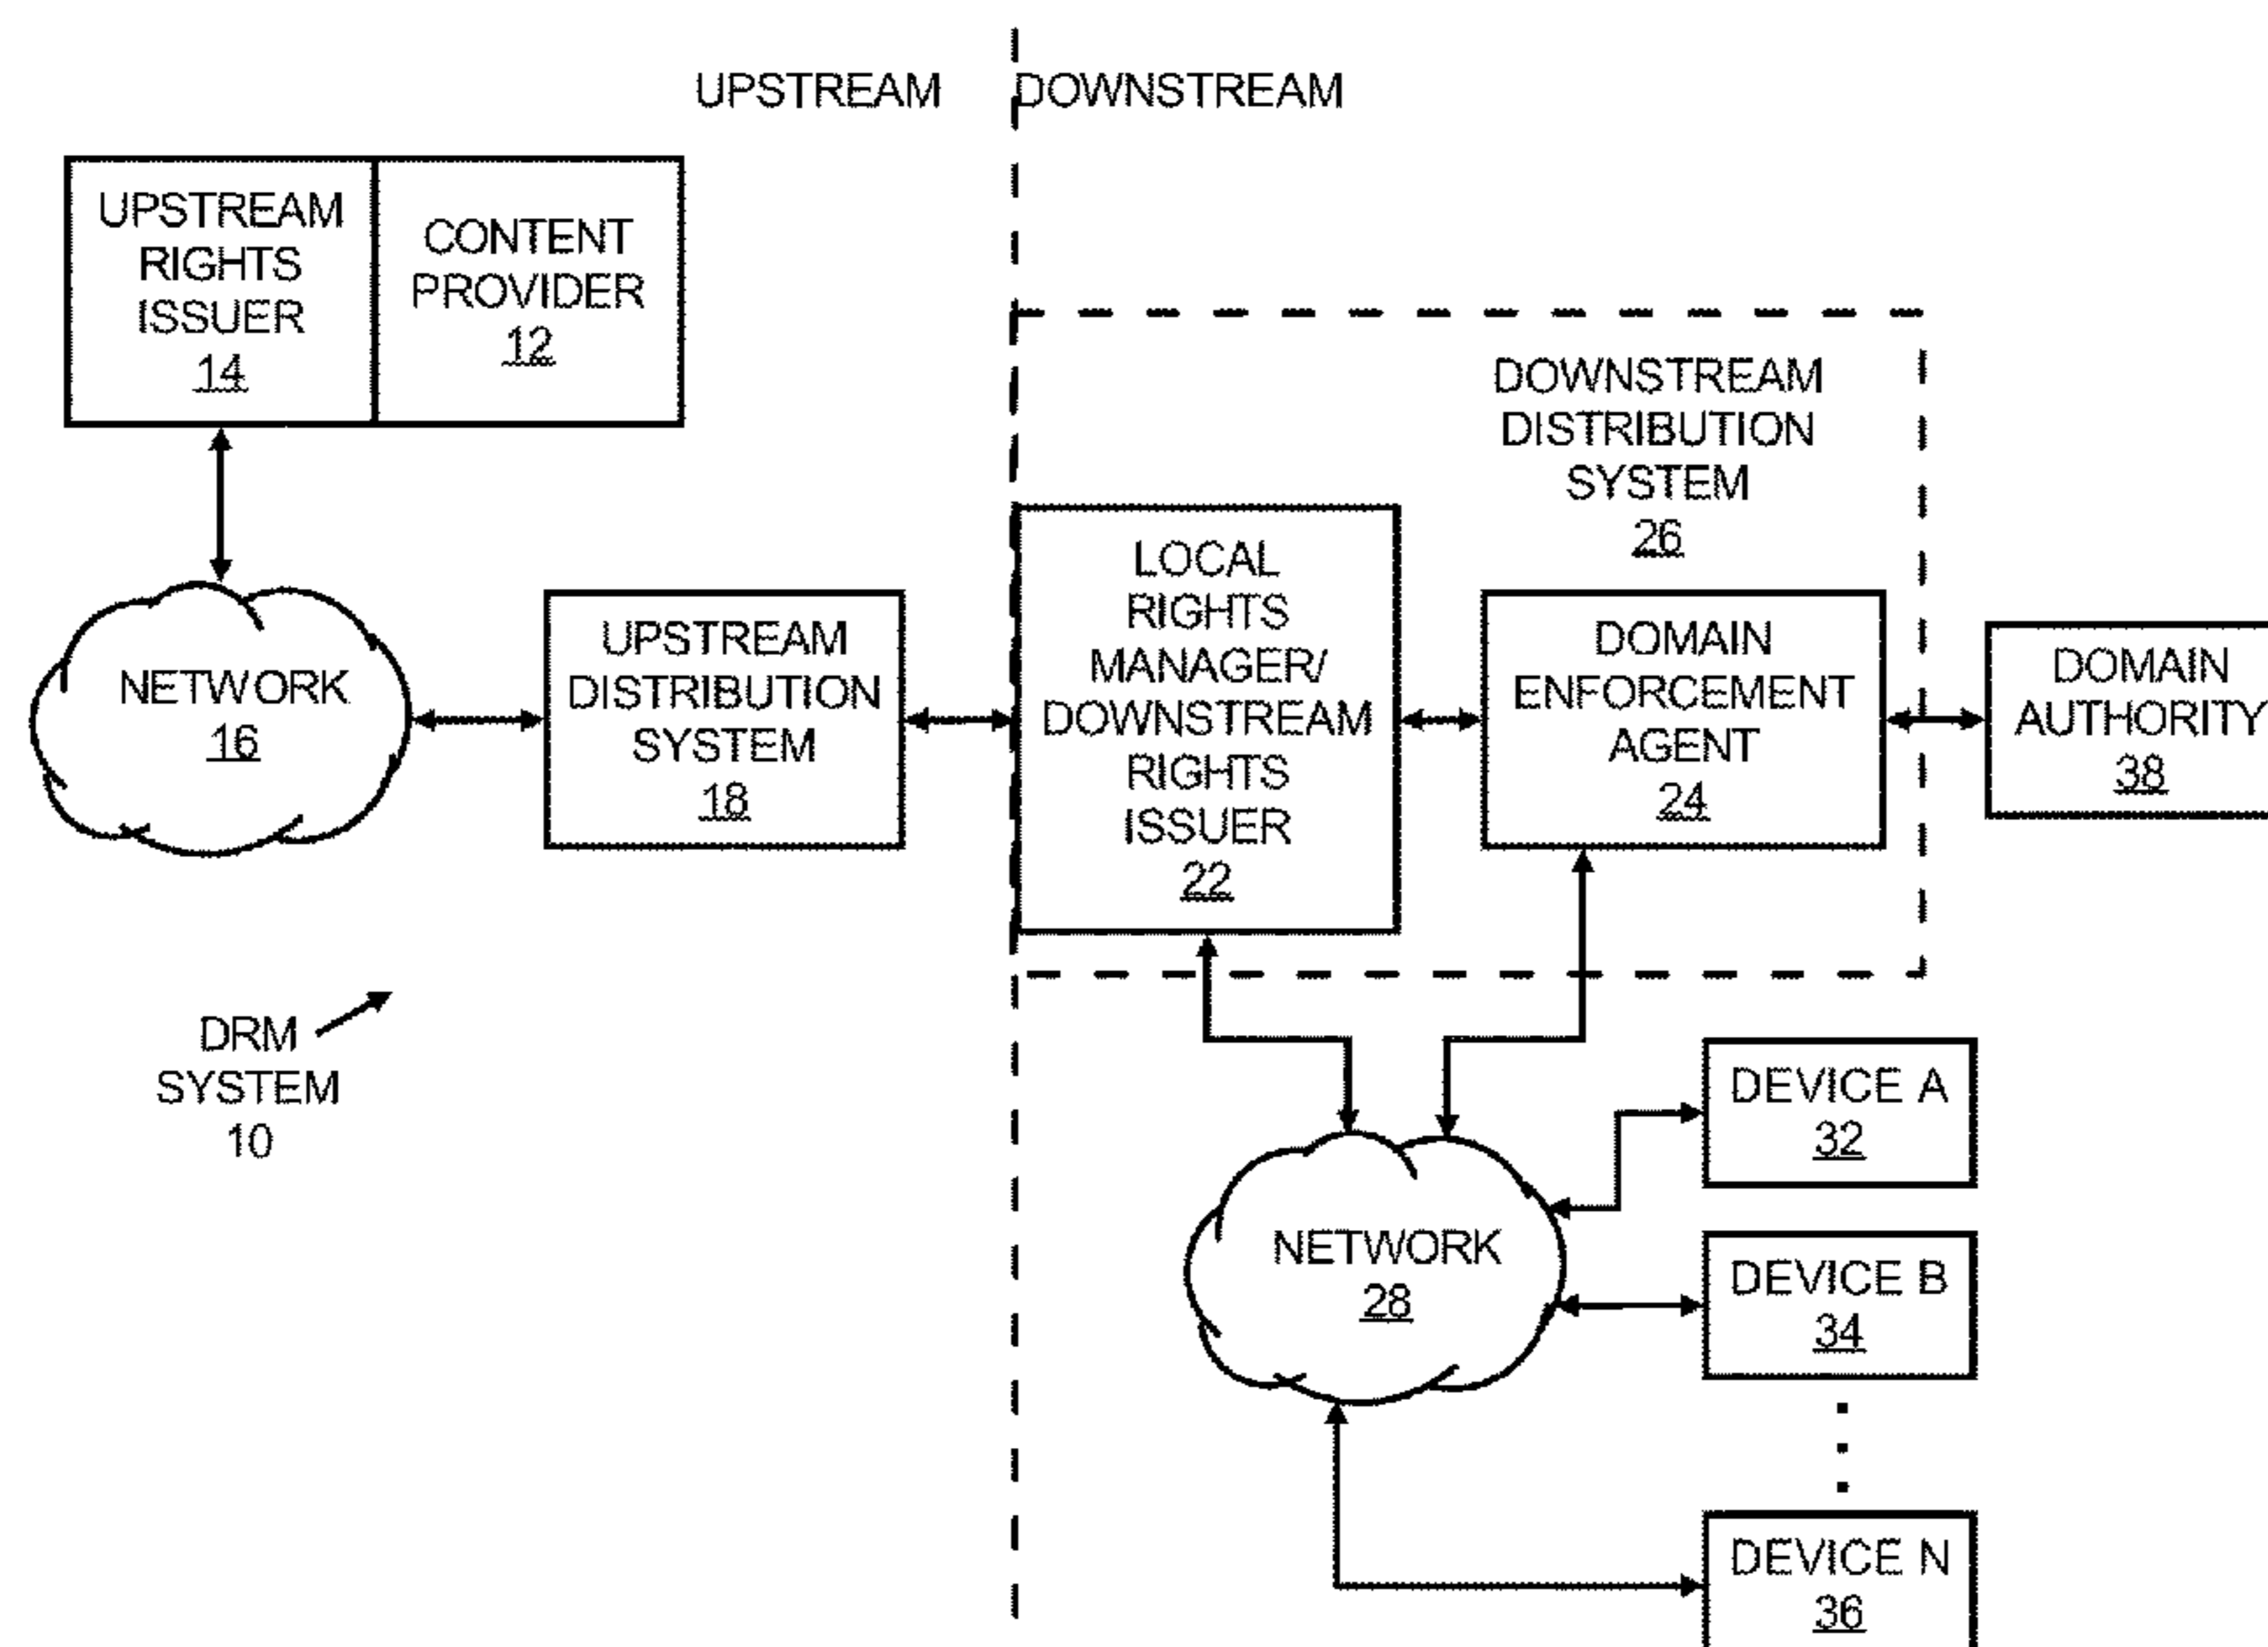 UPSTREAM
DOWNSTREAM
UPSTREAM
RIGHTS
ISSUER
14
CONTENT
PROVIDER
12
DOWNSTREAM
DISTRIBUTION
SYSTEM
26
NETWORK
16
UPSTREAM
DISTRIBUTION
SYSTEM
18
LOCAL
RIGHTS
MANAGER/
DOWNSTREAM
RIGHTS
ISSUER
22
DOMAIN
ENFORCEMENT
AGENT
24
DOMAIN
AUTHORITY
38
DRM
SYSTEM
10
NETWORK
28
DEVICE A
32
DEVICE B
34
DEVICE N
36